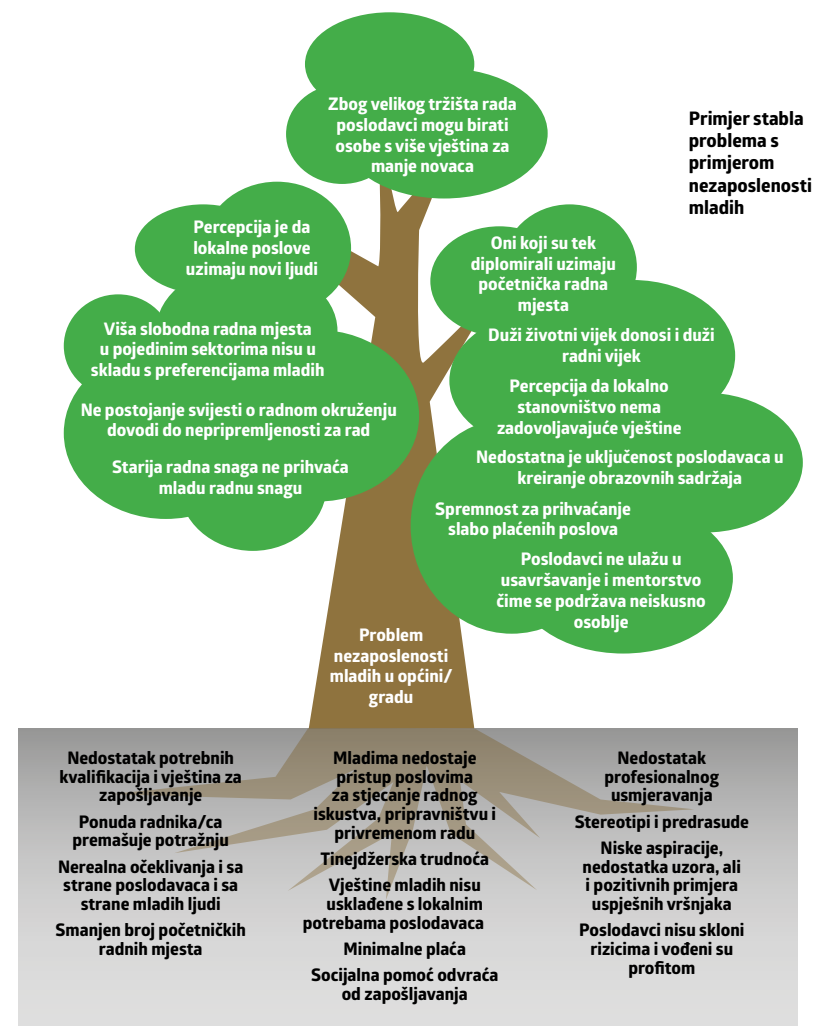 Primjer stabla
problema s
primjerom
nezaposlenosti
mladih
Zbog velikog tržišta rada
poslodavci mogu birati
osobe s više vještina za
manje novaca
Percepcija je da
lokalne poslove
uzimaju novi ljudi
Viša slobodna radna mjesta
u pojedinim sektorima nisu u
skladu s preferencijama mladih
Ne postojanje svijesti o radnom okruženju
dovodi do nepripremljenosti za rad
Starija radna snaga ne prihvaća
mladu radnu snagu
Oni koji su tek
diplomirali uzimaju
početnička radna
mjesta
Duži životni vijek donosi i duži
radni vijek
Percepcija da lokalno
stanovništvo nema
zadovoljavajuće vještine
Nedostatna je uključenost poslodavaca u
kreiranje obrazovnih sadržaja
Spremnost za prihvaćanje
slabo plaćenih poslova
Poslodavci ne ulažu u
usavršavanje i mentorstvo
čime se podržava neiskusno
osoblje
Problem
nezaposlenosti
mladih u općini/
gradu
Nedostatak potrebnih
kvalifikacija i vještina za
zapošljavanje
Ponuda radnika/ca
premašuje potražnju
Nerealna očeklivanja i sa
strane poslodavaca i sa
strane mladih ljudi
Smanjen broj početničkih
radnih mjesta
Mladima nedostaje
pristup poslovima
za stjecanje radnog
iskustva, pripravništvu i
privremenom radu
Tinejdžerska trudnoća
Vještine mladih nisu
usklađene s lokalnim
potrebama poslodavaca
Minimalne plaća
Socijalna pomoć odvraća
od zapošljavanja
Nedostatak
profesionalnog
usmjeravanja
Stereotipi i predrasude
Niske aspiracije,
nedostatka uzora, ali
i pozitivnih primjera
uspješnih vršnjaka
Poslodavci nisu skloni
rizicima i vođeni su
profitom